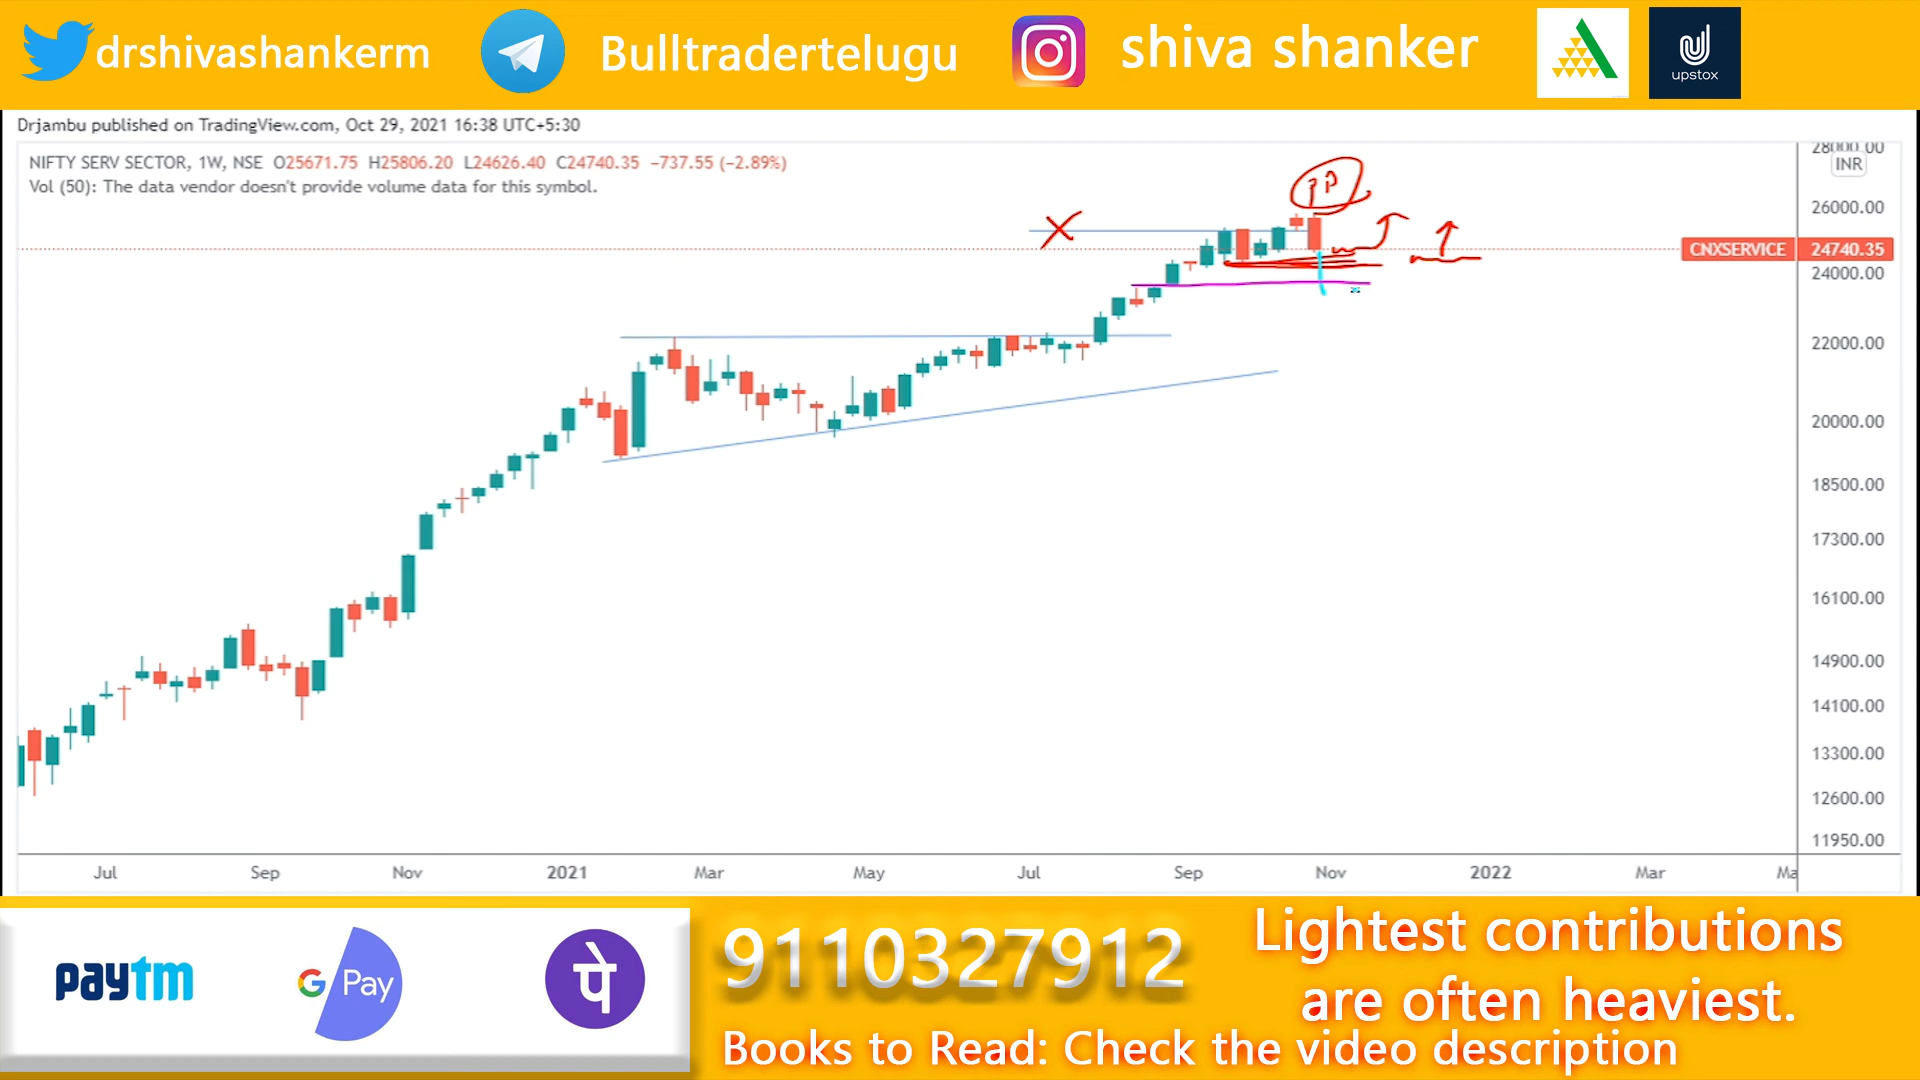 drshivashankerm
Bulltradertelugu
shiva shanker
upstox
Drjambu published on TradingView.com, Oct 29, 2021 16:38 UTC+5:30
NIFTY SERV SECTOR, 1W, NSE O25671.75 H25806.20 L24626.40 C24740.35 −737.55 (−2.89%)
Vol (50): The data vendor doesn't provide volume data for this symbol.
PP
28000.00
INR
26000.00
CNXSERVICE 24740.35
24000.00
22000.00
20000.00
18500.00
17300.00
16100.00
14900.00
14100.00
13300.00
12600.00
11950.00
Jul Sep Nov 2021 Mar May Jul Sep Nov 2022 Mar Ma
paytm
G Pay
पे
9110327912
Lightest contributions
are often heaviest.
Books to Read: Check the video description